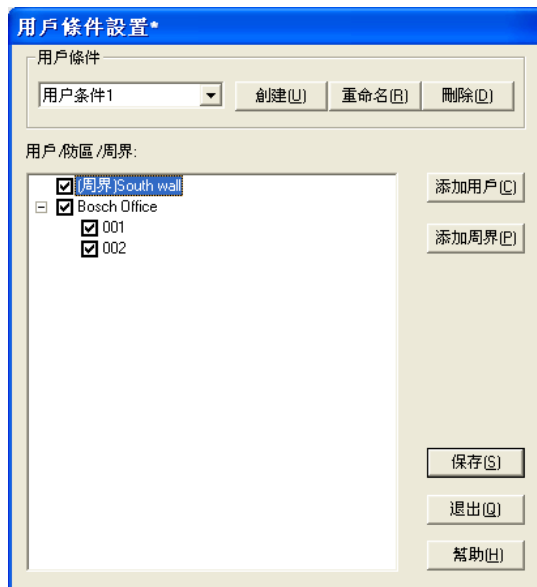 用戶條件設置*
用戶條件
用户条件1 創建(U) 重命名(R) 刪除(D)
用戶/防區/周界:
(周界)South wall
Bosch Office
001
002
添加用戶(C)
添加周界(P)
保存(S)
退出(Q)
幫助(H)